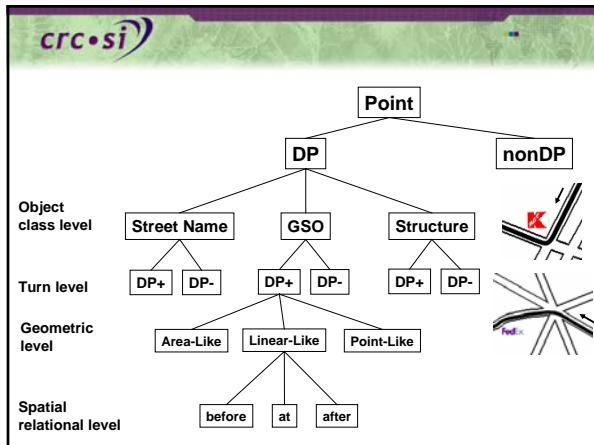 crc•si
Point
DP
nonDP
Object
class level
Street Name
GSO
Structure
Turn level
DP+
DP-
DP+
DP-
DP+
DP-
Geometric
level
Area-Like
Linear-Like
Point-Like
FedEx
Spatial
relational level
before
at
after